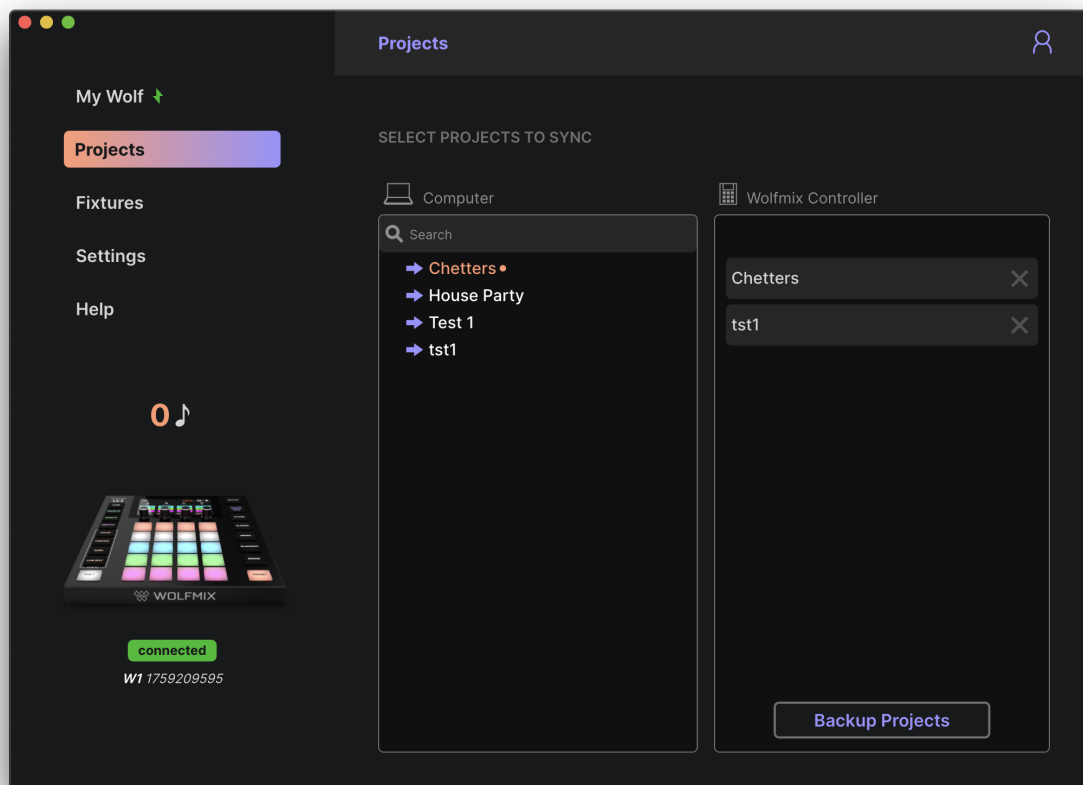 Projects
My Wolf
Projects
Fixtures
Settings
Help
SELECT PROJECTS TO SYNC
Computer
Search
Chetters
House Party
Test 1
tst1
Wolfmix Controller
Chetters
tst1
Backup Projects
0
WOLFMIX
connected
W1 1759209595